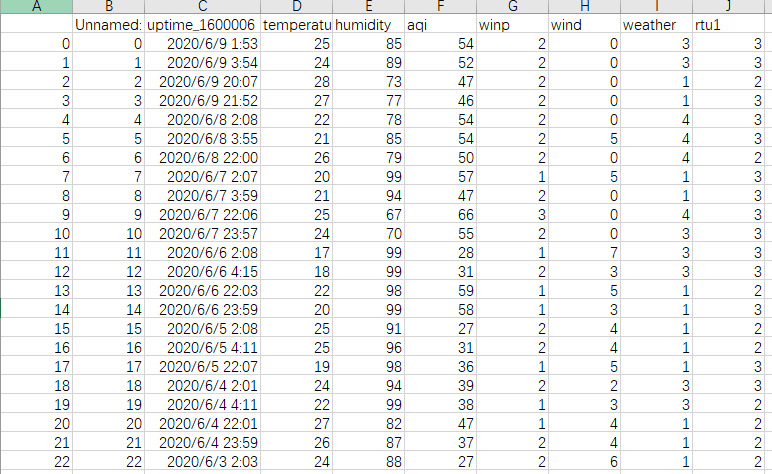 A B C D E F G H I J
Unnamed: uptime_1600006 temperatu humidity aqi winp wind weather rtu1
0 0 2020/6/9 1:53 25 85 54 2 0 3 3
1 1 2020/6/9 3:54 24 89 52 2 0 3 3
2 2 2020/6/9 20:07 28 73 47 2 0 1 2
3 3 2020/6/9 21:52 27 77 46 2 0 1 3
4 4 2020/6/8 2:08 22 78 54 2 0 4 3
5 5 2020/6/8 3:55 21 85 54 2 5 4 3
6 6 2020/6/8 22:00 26 79 50 2 0 4 2
7 7 2020/6/7 2:07 20 99 57 1 5 1 3
8 8 2020/6/7 3:59 21 94 47 2 0 1 3
9 9 2020/6/7 22:06 25 67 66 3 0 4 3
10 10 2020/6/7 23:57 24 70 55 2 0 3 3
11 11 2020/6/6 2:08 17 99 28 1 7 3 3
12 12 2020/6/6 4:15 18 99 31 2 3 3 3
13 13 2020/6/6 22:03 22 98 59 1 5 1 2
14 14 2020/6/6 23:59 20 99 58 1 3 1 3
15 15 2020/6/5 2:08 25 91 27 2 4 1 2
16 16 2020/6/5 4:11 25 96 31 2 4 1 2
17 17 2020/6/5 22:07 19 98 36 1 5 1 3
18 18 2020/6/4 2:01 24 94 39 2 2 3 3
19 19 2020/6/4 4:11 22 99 38 1 3 3 2
20 20 2020/6/4 22:01 27 82 47 1 4 1 2
21 21 2020/6/4 23:59 26 87 37 2 4 1 2
22 22 2020/6/3 2:03 24 88 27 2 6 1 2